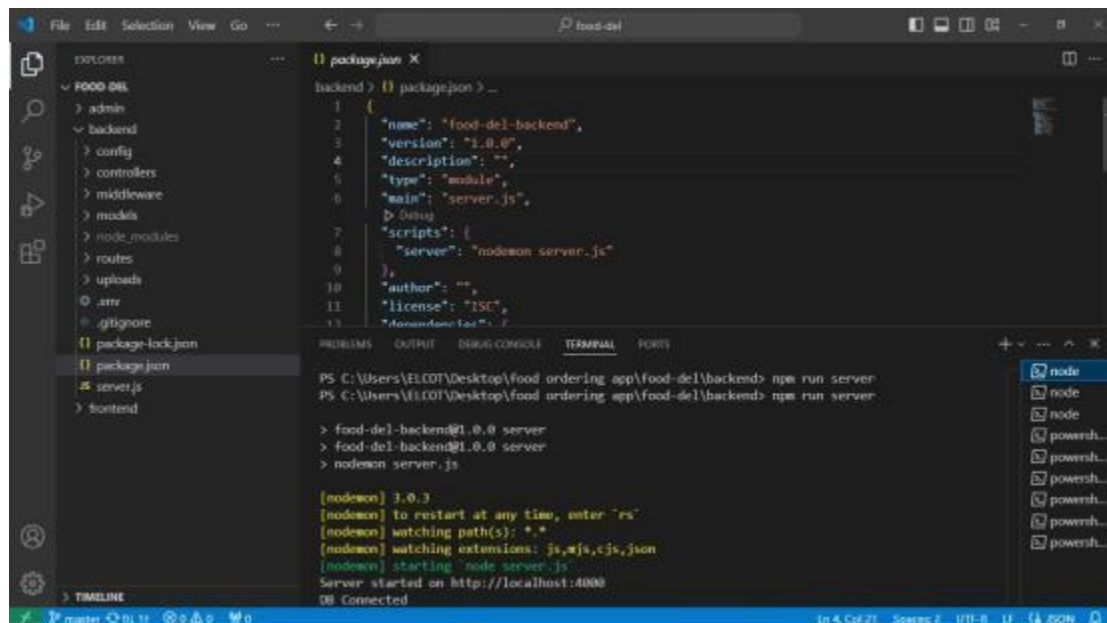 File Edit Selection View Go ...
food-del
EXPLORER ...
FOOD-DEL
admin
backend
config
controllers
middleware
models
node_modules
routes
uploads
.env
.gitignore
{} package-lock.json
{} package.json
JS server.js
frontend
TIMELINE
{} package.json
backend > {} package.json > ...
1 {
2 "name": "food-del-backend",
3 "version": "1.0.0",
4 "description": "",
5 "type": "module",
6 "main": "server.js",
Debug
7 "scripts": {
8 "server": "nodemon server.js"
9 },
10 "author": "",
11 "license": "ISC",
12 "dependencies": {
PROBLEMS OUTPUT DEBUG CONSOLE TERMINAL PORTS
PS C:\Users\ELCOT\Desktop\food ordering app\food-del\backend> npm run server
PS C:\Users\ELCOT\Desktop\food ordering app\food-del\backend> npm run server
> food-del-backend@1.0.0 server
> food-del-backend@1.0.0 server
> nodemon server.js
[nodemon] 3.0.3
[nodemon] to restart at any time, enter `rs`
[nodemon] watching path(s): *.*
[nodemon] watching extensions: js,mjs,cjs,json
[nodemon] starting `node server.js`
Server started on http://localhost:4000
DB Connected
node
node
node
powersh...
powersh...
powersh...
powersh...
powersh...
powersh...
master
Ln 4, Col 21 Spaces: 2 UTF-8 LF {} JSON